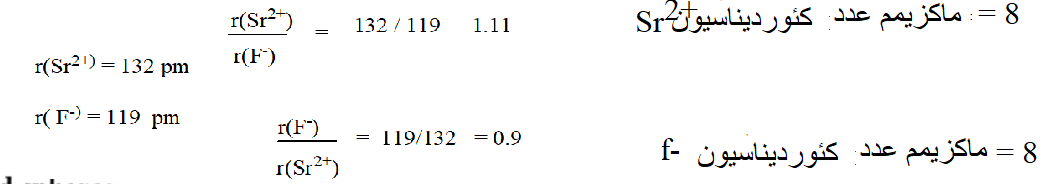 r(Sr²⁺) / r(F⁻) = 132 / 119 1.11
Sr²⁺ ماکزیمم عدد کئوردیناسیون = 8
r(Sr²⁺) = 132 pm
r( F⁻) = 119 pm
r(F⁻) / r(Sr²⁺) = 119/132 = 0.9
f- ماکزیمم عدد کئوردیناسیون = 8